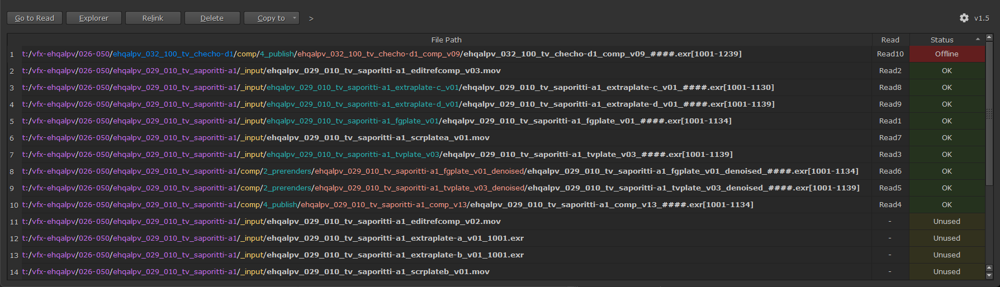 Go to Read Explorer Relink Delete Copy to > v1.5
File Path Read Status
1 t:/vfx-ehqalpv/026-050/ehqalpv_032_100_tv_checho-d1/comp/4_publish/ehqalpv_032_100_tv_checho-d1_comp_v09/ehqalpv_032_100_tv_checho-d1_comp_v09_####.exr[1001-1239] Read10 Offline
2 t:/vfx-ehqalpv/026-050/ehqalpv_029_010_tv_saporitti-a1/_input/ehqalpv_029_010_tv_saporitti-a1_editrefcomp_v03.mov Read2 OK
3 t:/vfx-ehqalpv/026-050/ehqalpv_029_010_tv_saporitti-a1/_input/ehqalpv_029_010_tv_saporitti-a1_extraplate-c_v01/ehqalpv_029_010_tv_saporitti-a1_extraplate-c_v01_####.exr[1001-1130] Read8 OK
4 t:/vfx-ehqalpv/026-050/ehqalpv_029_010_tv_saporitti-a1/_input/ehqalpv_029_010_tv_saporitti-a1_extraplate-d_v01/ehqalpv_029_010_tv_saporitti-a1_extraplate-d_v01_####.exr[1001-1139] Read9 OK
5 t:/vfx-ehqalpv/026-050/ehqalpv_029_010_tv_saporitti-a1/_input/ehqalpv_029_010_tv_saporitti-a1_fgplate_v01/ehqalpv_029_010_tv_saporitti-a1_fgplate_v01_####.exr[1001-1134] Read1 OK
6 t:/vfx-ehqalpv/026-050/ehqalpv_029_010_tv_saporitti-a1/_input/ehqalpv_029_010_tv_saporitti-a1_scrplatea_v01.mov Read7 OK
7 t:/vfx-ehqalpv/026-050/ehqalpv_029_010_tv_saporitti-a1/_input/ehqalpv_029_010_tv_saporitti-a1_tvplate_v03/ehqalpv_029_010_tv_saporitti-a1_tvplate_v03_####.exr[1001-1139] Read3 OK
8 t:/vfx-ehqalpv/026-050/ehqalpv_029_010_tv_saporitti-a1/comp/2_prerenders/ehqalpv_029_010_tv_saporitti-a1_fgplate_v01_denoised/ehqalpv_029_010_tv_saporitti-a1_fgplate_v01_denoised_####.exr[1001-1134] Read6 OK
9 t:/vfx-ehqalpv/026-050/ehqalpv_029_010_tv_saporitti-a1/comp/2_prerenders/ehqalpv_029_010_tv_saporitti-a1_tvplate_v03_denoised/ehqalpv_029_010_tv_saporitti-a1_tvplate_v03_denoised_####.exr[1001-1139] Read5 OK
10 t:/vfx-ehqalpv/026-050/ehqalpv_029_010_tv_saporitti-a1/comp/4_publish/ehqalpv_029_010_tv_saporitti-a1_comp_v13/ehqalpv_029_010_tv_saporitti-a1_comp_v13_####.exr[1001-1134] Read4 OK
11 t:/vfx-ehqalpv/026-050/ehqalpv_029_010_tv_saporitti-a1/_input/ehqalpv_029_010_tv_saporitti-a1_editrefcomp_v02.mov - Unused
12 t:/vfx-ehqalpv/026-050/ehqalpv_029_010_tv_saporitti-a1/_input/ehqalpv_029_010_tv_saporitti-a1_extraplate-a_v01_1001.exr - Unused
13 t:/vfx-ehqalpv/026-050/ehqalpv_029_010_tv_saporitti-a1/_input/ehqalpv_029_010_tv_saporitti-a1_extraplate-b_v01_1001.exr - Unused
14 t:/vfx-ehqalpv/026-050/ehqalpv_029_010_tv_saporitti-a1/_input/ehqalpv_029_010_tv_saporitti-a1_scrplateb_v01.mov - Unused